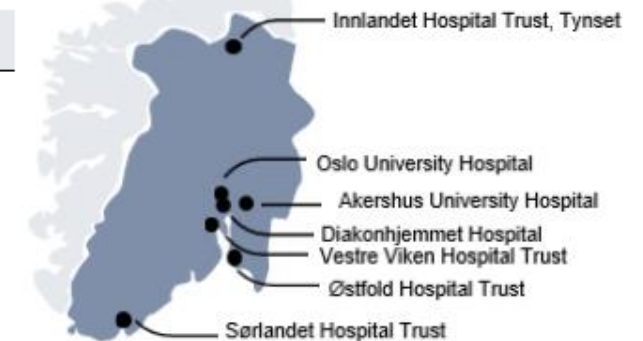 Innlandet Hospital Trust, Tynset
Oslo University Hospital
Akershus University Hospital
Diakonhjemmet Hospital
Vestre Viken Hospital Trust
Østfold Hospital Trust
Sørlandet Hospital Trust